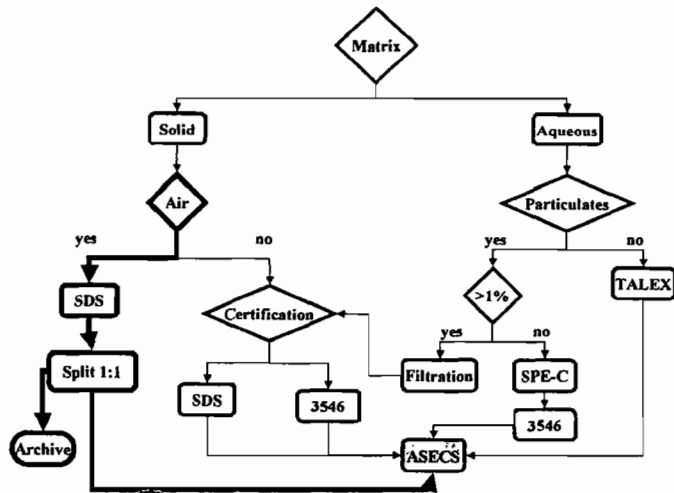 Matrix
Solid
Aqueous
Air
Particulates
yes
no
yes
no
SDS
Certification
>1%
TALEX
yes
no
Split 1:1
SDS
3546
Filtration
SPE-C
3546
Archive
ASECS